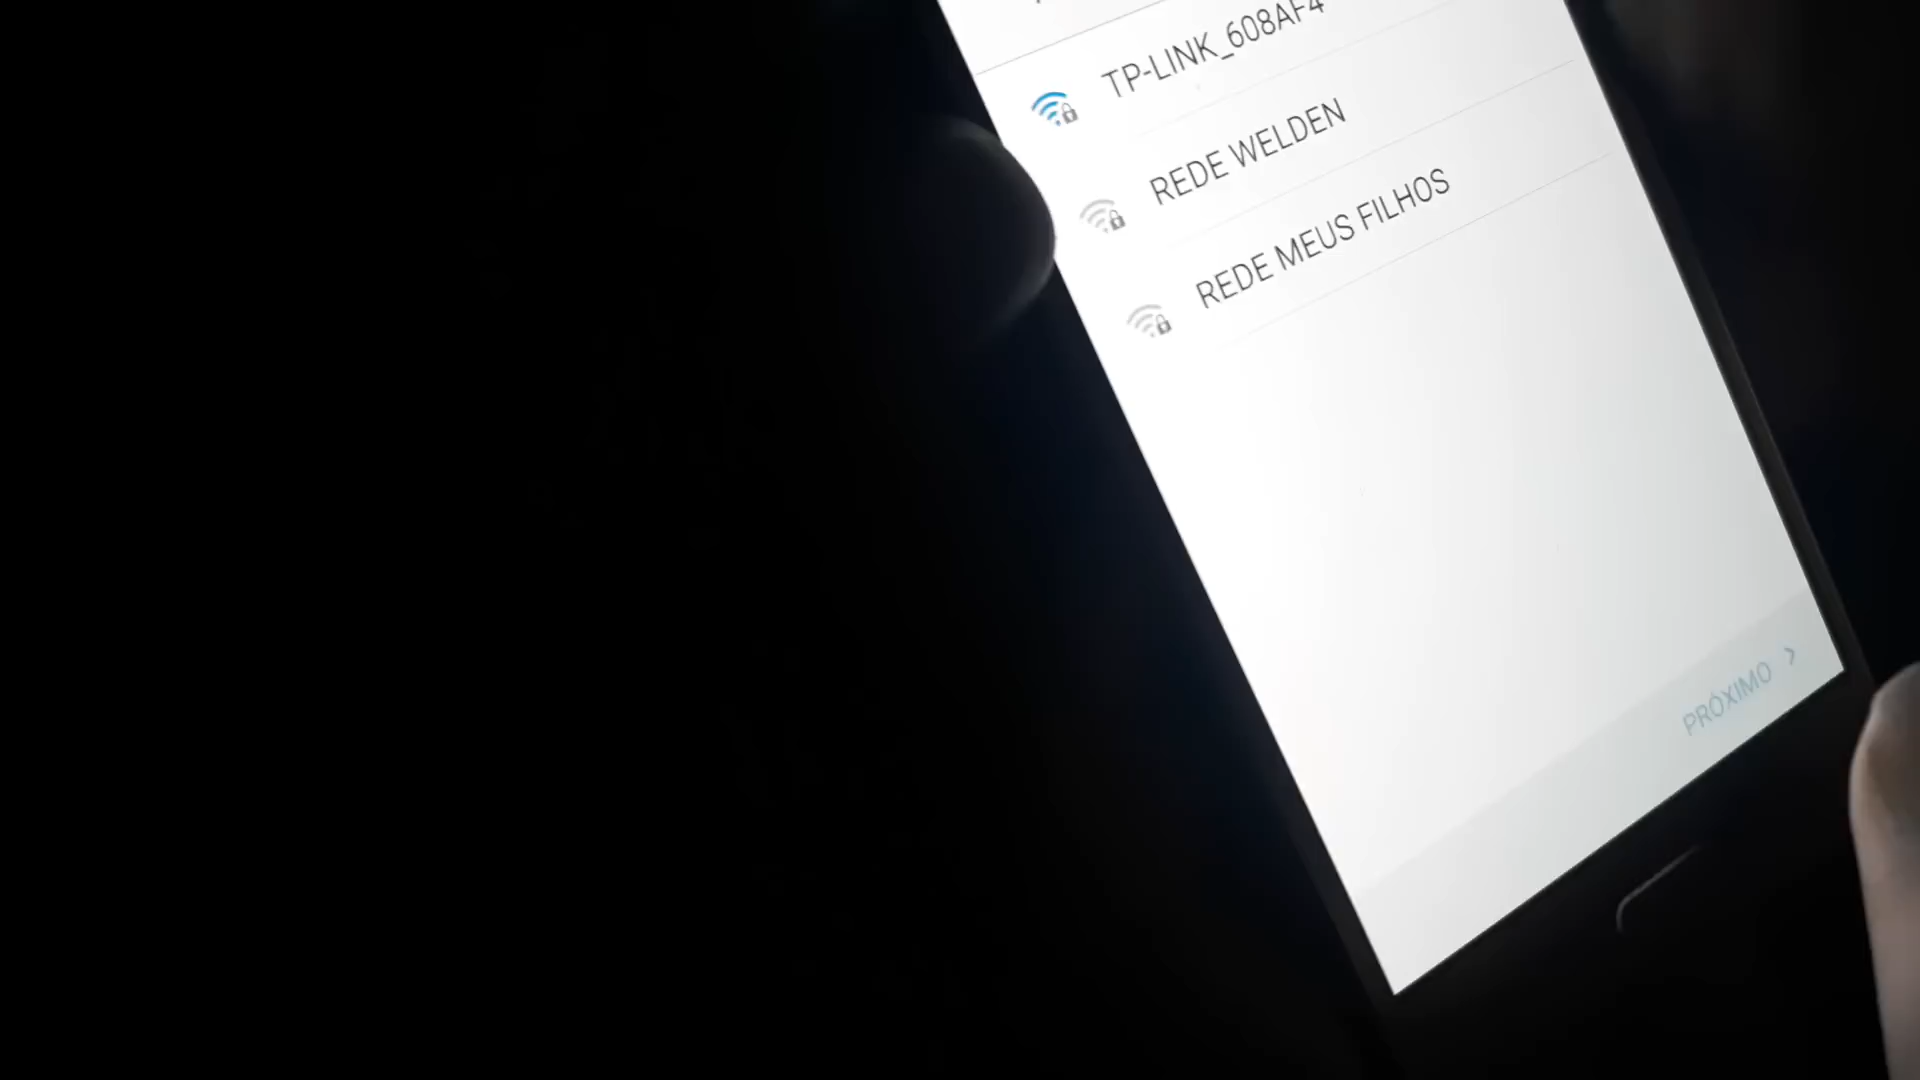 TP-LINK_608AF4
REDE WELDEN
REDE MEUS FILHOS
PRÓXIMO >